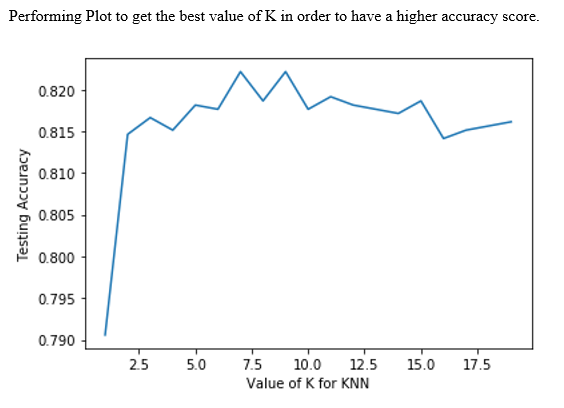 Performing Plot to get the best value of K in order to have a higher accuracy score.
0.820
0.815
0.810
0.805
0.800
0.795
0.790
Testing Accuracy
2.5 5.0 7.5 10.0 12.5 15.0 17.5
Value of K for KNN